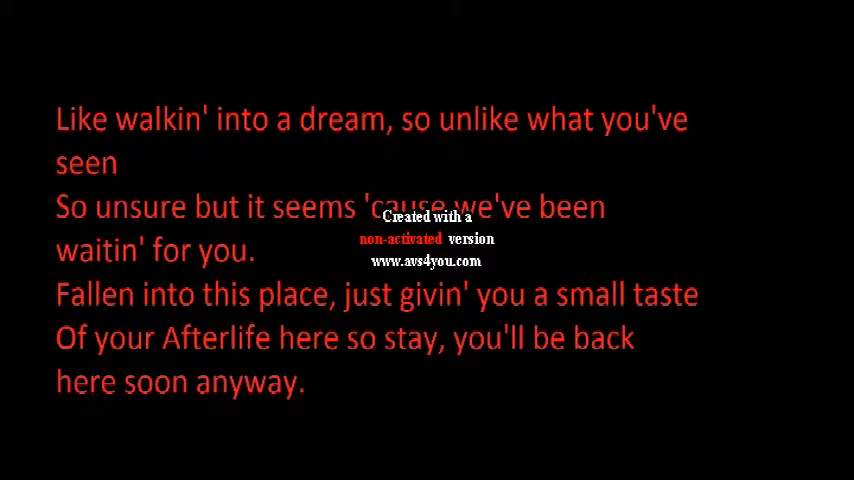 Like walkin' into a dream, so unlike what you've
seen
So unsure but it seems 'cause we've been
waitin' for you.
Fallen into this place, just givin' you a small taste
Of your Afterlife here so stay, you'll be back
here soon anyway.
Created with a
non-activated version
www.avs4you.com